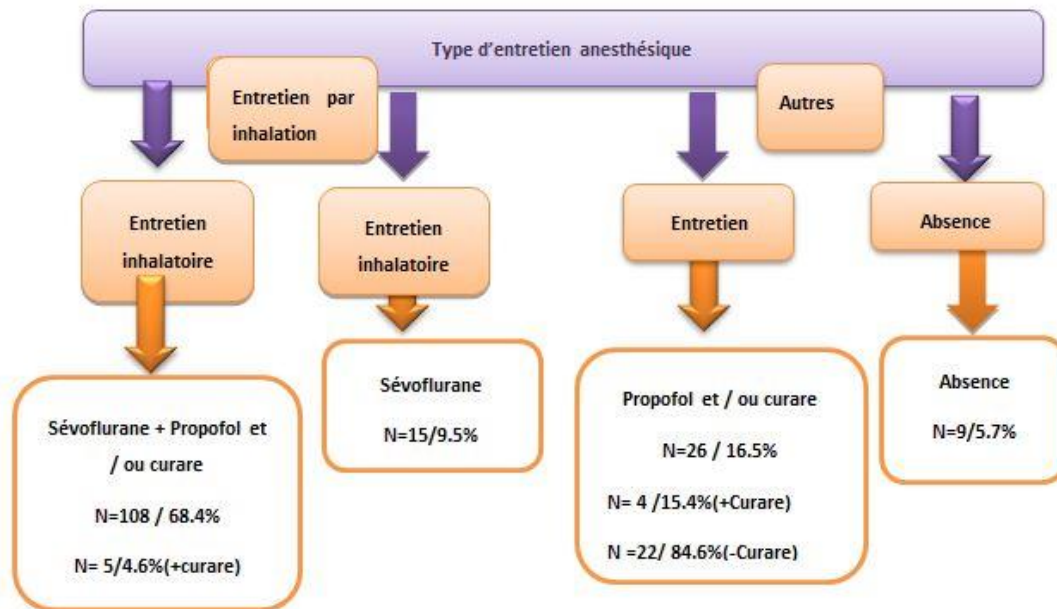 Type d'entretien anesthésique
Entretien par
inhalation
Autres
Entretien
inhalatoire
Entretien
inhalatoire
Entretien
Absence
Sévoflurane + Propofol et
/ ou curare
N=108 / 68.4%
N= 5/4.6%(+curare)
Sévoflurane
N=15/9.5%
Propofol et / ou curare
N=26 / 16.5%
N= 4 /15.4%(+Curare)
N =22/ 84.6%(-Curare)
Absence
N=9/5.7%